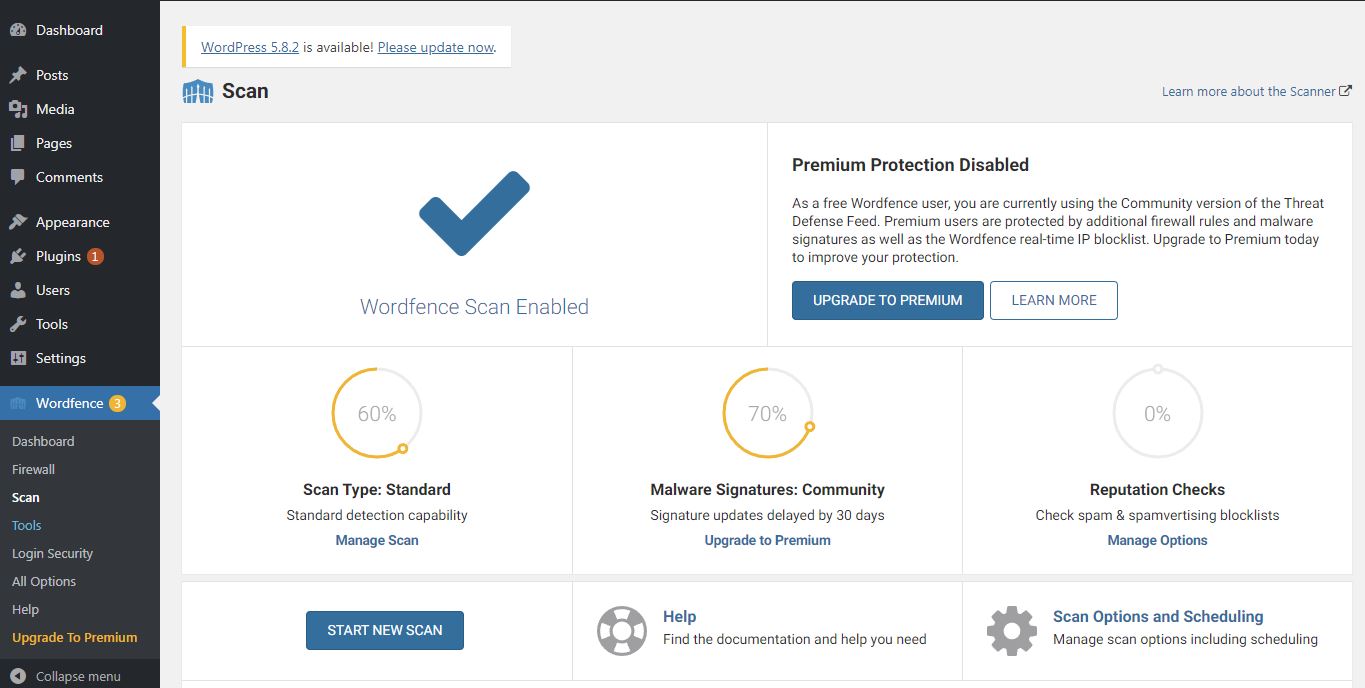 Dashboard
Posts
Media
Pages
Comments
Appearance
Plugins 1
Users
Tools
Settings
Wordfence 3
Dashboard
Firewall
Scan
Tools
Login Security
All Options
Help
Upgrade To Premium
Collapse menu
WordPress 5.8.2 is available! Please update now.
Scan
Learn more about the Scanner
Wordfence Scan Enabled
Premium Protection Disabled
As a free Wordfence user, you are currently using the Community version of the Threat
Defense Feed. Premium users are protected by additional firewall rules and malware
signatures as well as the Wordfence real-time IP blocklist. Upgrade to Premium today
to improve your protection.
UPGRADE TO PREMIUM
LEARN MORE
60%
Scan Type: Standard
Standard detection capability
Manage Scan
70%
Malware Signatures: Community
Signature updates delayed by 30 days
Upgrade to Premium
0%
Reputation Checks
Check spam & spamvertising blocklists
Manage Options
START NEW SCAN
Help
Find the documentation and help you need
Scan Options and Scheduling
Manage scan options including scheduling